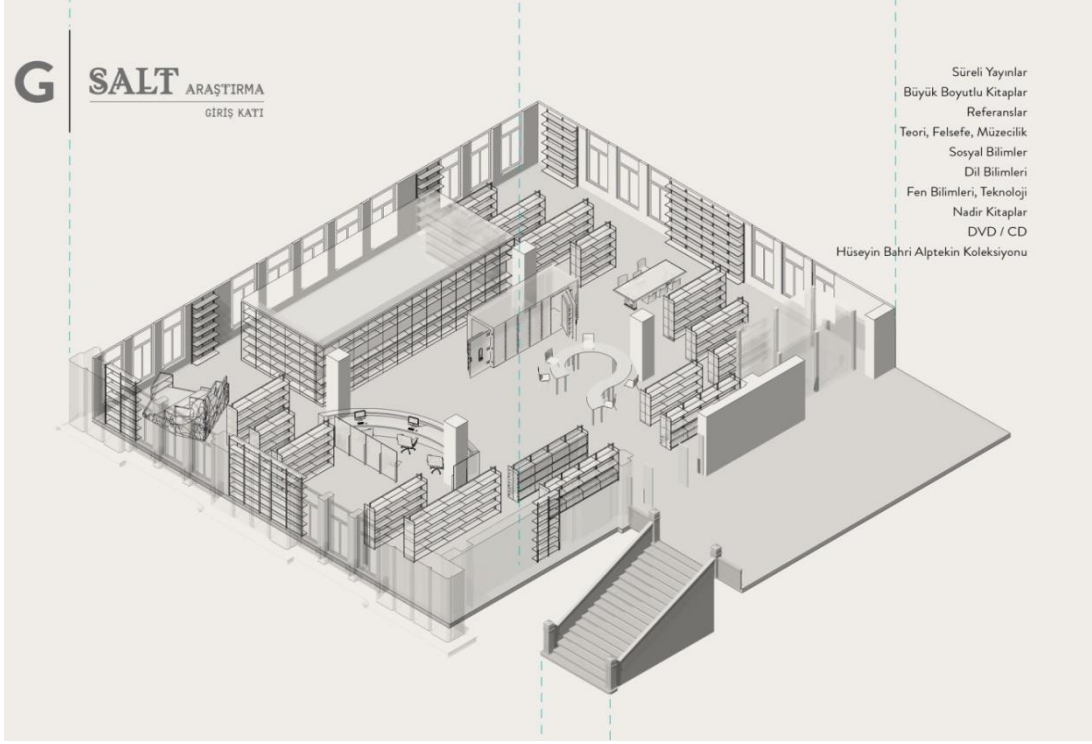 G
SALT ARAŞTIRMA
GİRİŞ KATI
Süreli Yayınlar
Büyük Boyutlu Kitaplar
Referanslar
Teori, Felsefe, Müzecilik
Sosyal Bilimler
Dil Bilimleri
Fen Bilimleri, Teknoloji
Nadir Kitaplar
DVD / CD
Hüseyin Bahri Alptekin Koleksiyonu